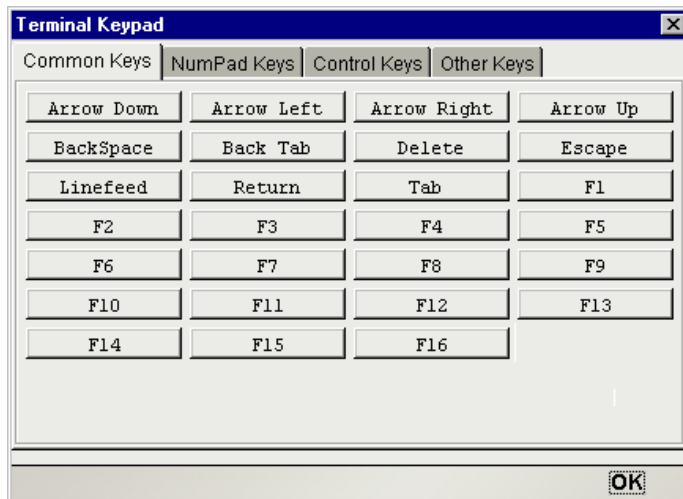 Terminal Keypad
Common Keys NumPad Keys Control Keys Other Keys
Arrow Down Arrow Left Arrow Right Arrow Up
BackSpace Back Tab Delete Escape
Linefeed Return Tab F1
F2 F3 F4 F5
F6 F7 F8 F9
F10 F11 F12 F13
F14 F15 F16
OK